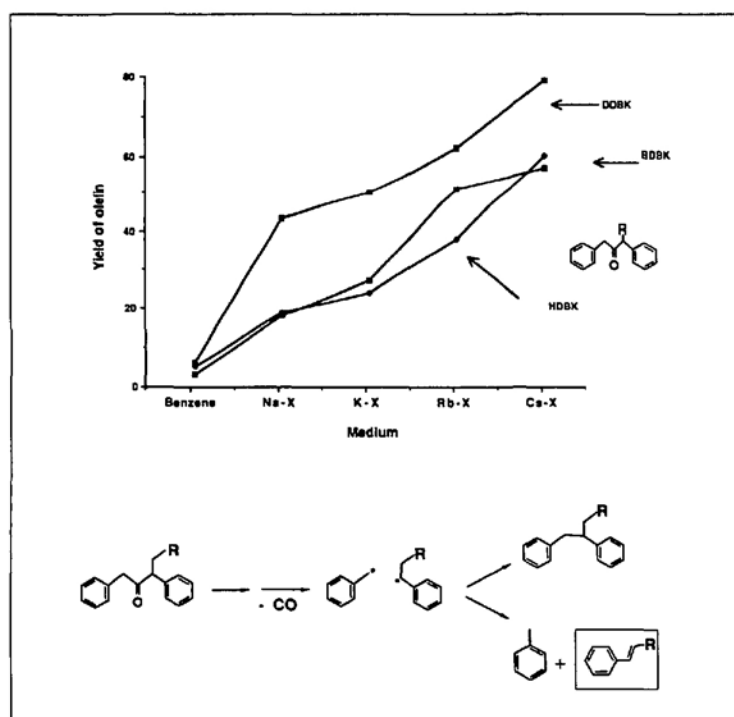 80
60
40
20
0
Yield of olefin
Benzene
Na-X
K-X
Rb-X
Cs-X
Medium
DDBK
BDBK
HDBK
R
O
R
O
- CO
R
R
+
R